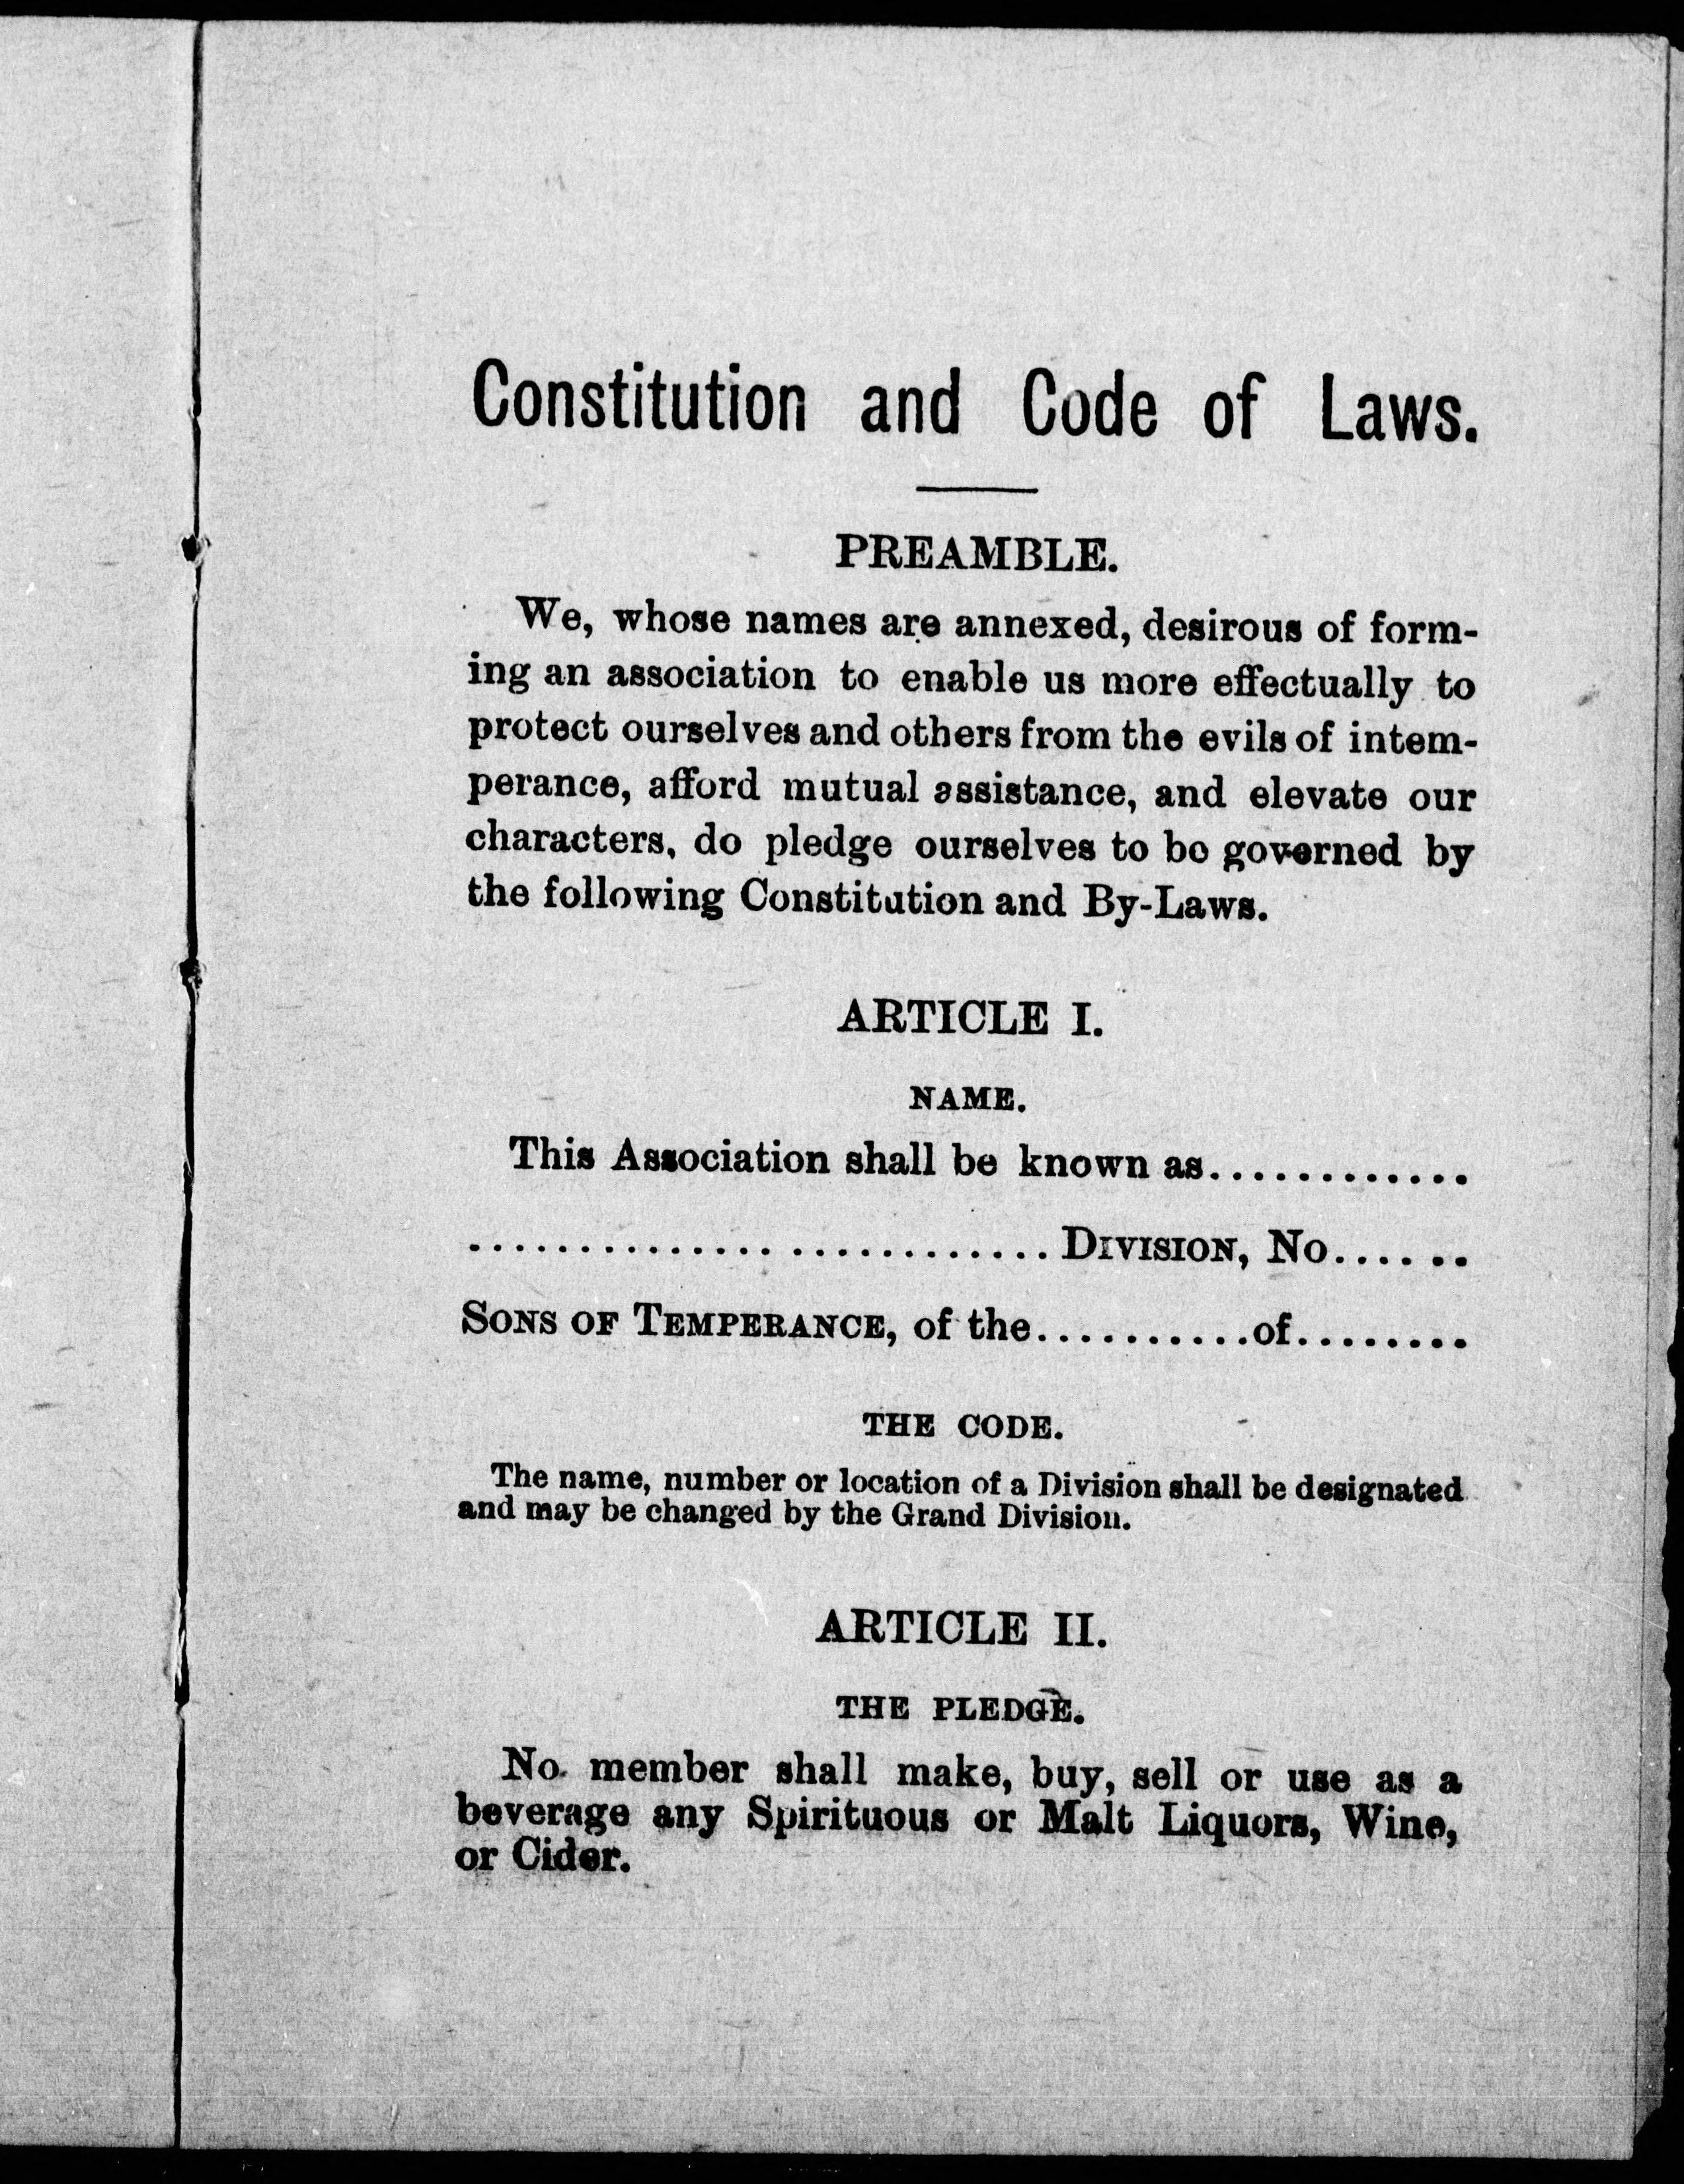 Constitution and Code of Laws.
PREAMBLE.
We, whose names are annexed, desirous of form-
ing an association to enable us more effectually to
protect ourselves and others from the evils of intem-
perance, afford mutual assistance, and elevate our
characters, do pledge ourselves to be governed by
the following Constitution and By-Laws.
ARTICLE I.
NAME.
This Association shall be known as............
........................... DIVISION, No......
SONS OF TEMPERANCE, of the..........of........
THE CODE.
The name, number or location of a Division shall be designated
and may be changed by the Grand Division.
ARTICLE II.
THE PLEDGE.
No member shall make, buy, sell or use as a
beverage any Spirituous or Malt Liquors, Wine,
or Cider.